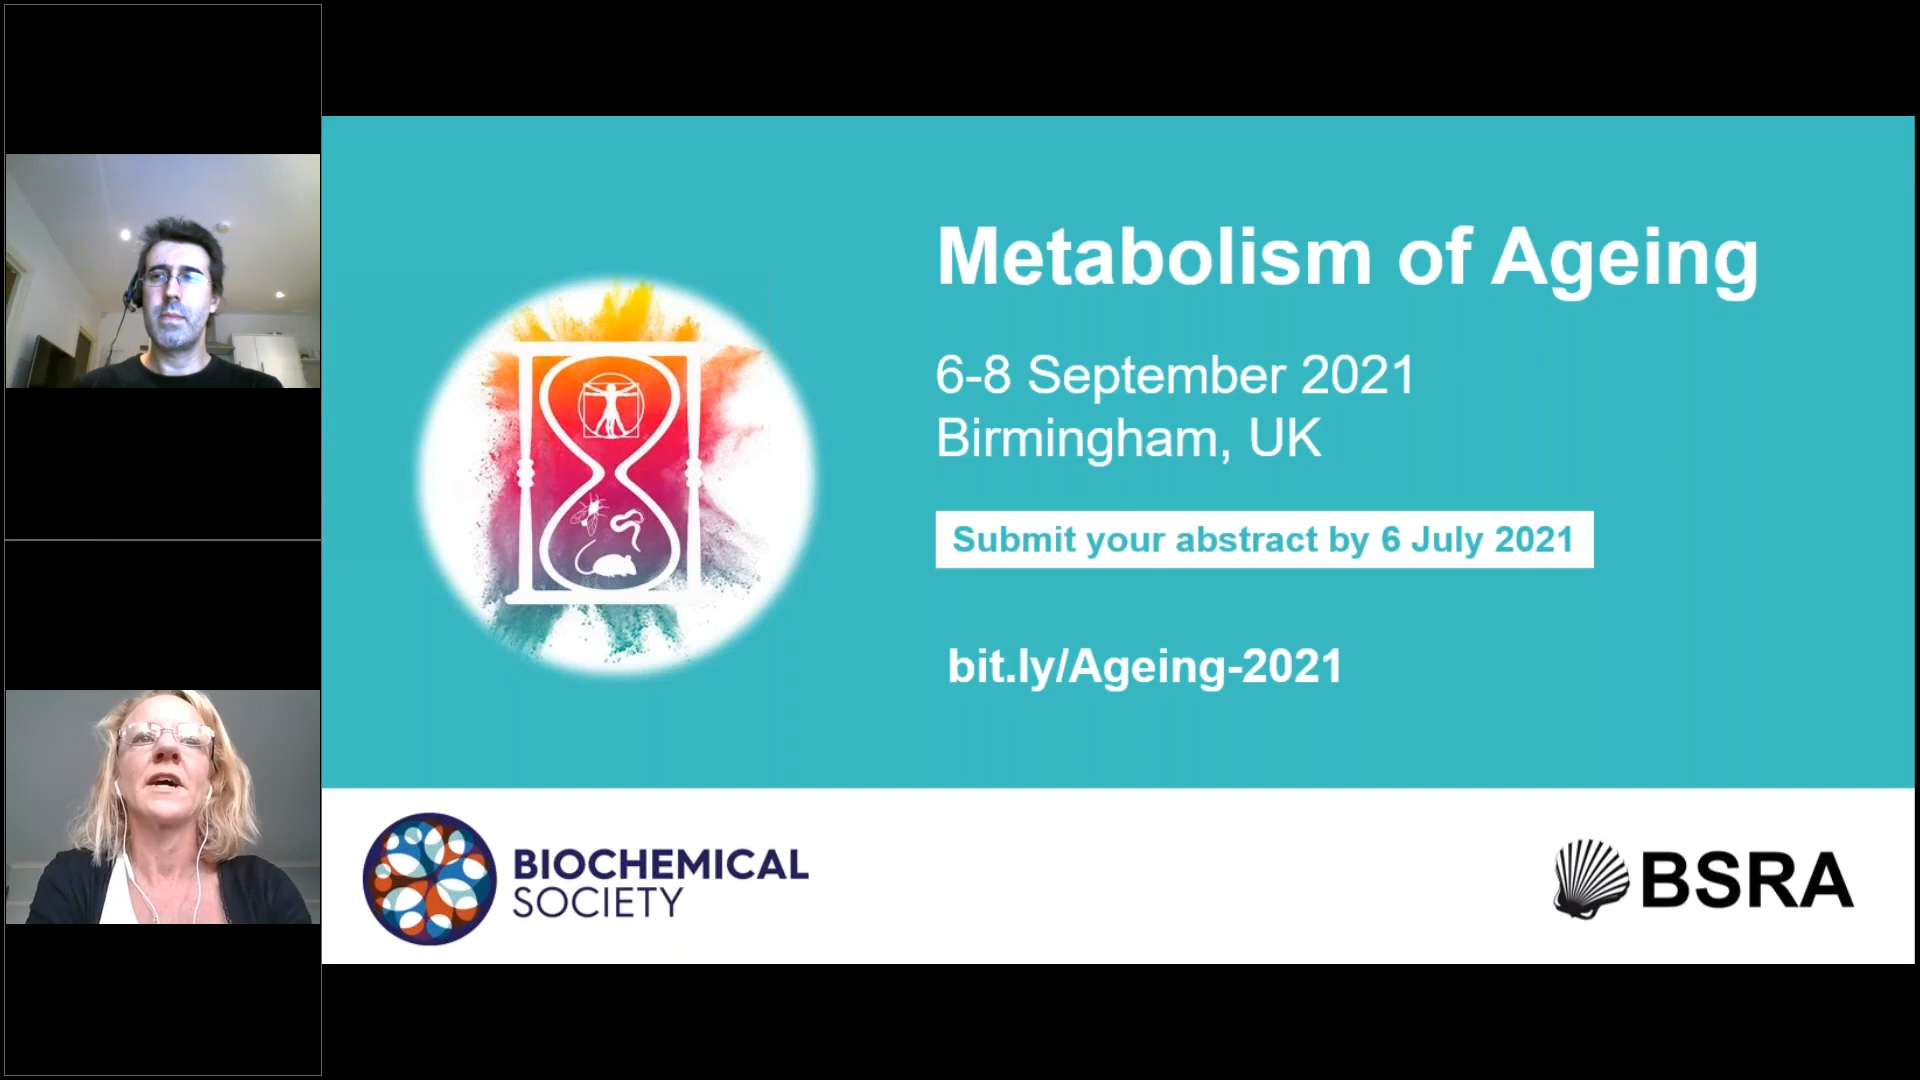 Metabolism of Ageing
6-8 September 2021
Birmingham, UK
Submit your abstract by 6 July 2021
bit.ly/Ageing-2021
BIOCHEMICAL
SOCIETY
BSRA